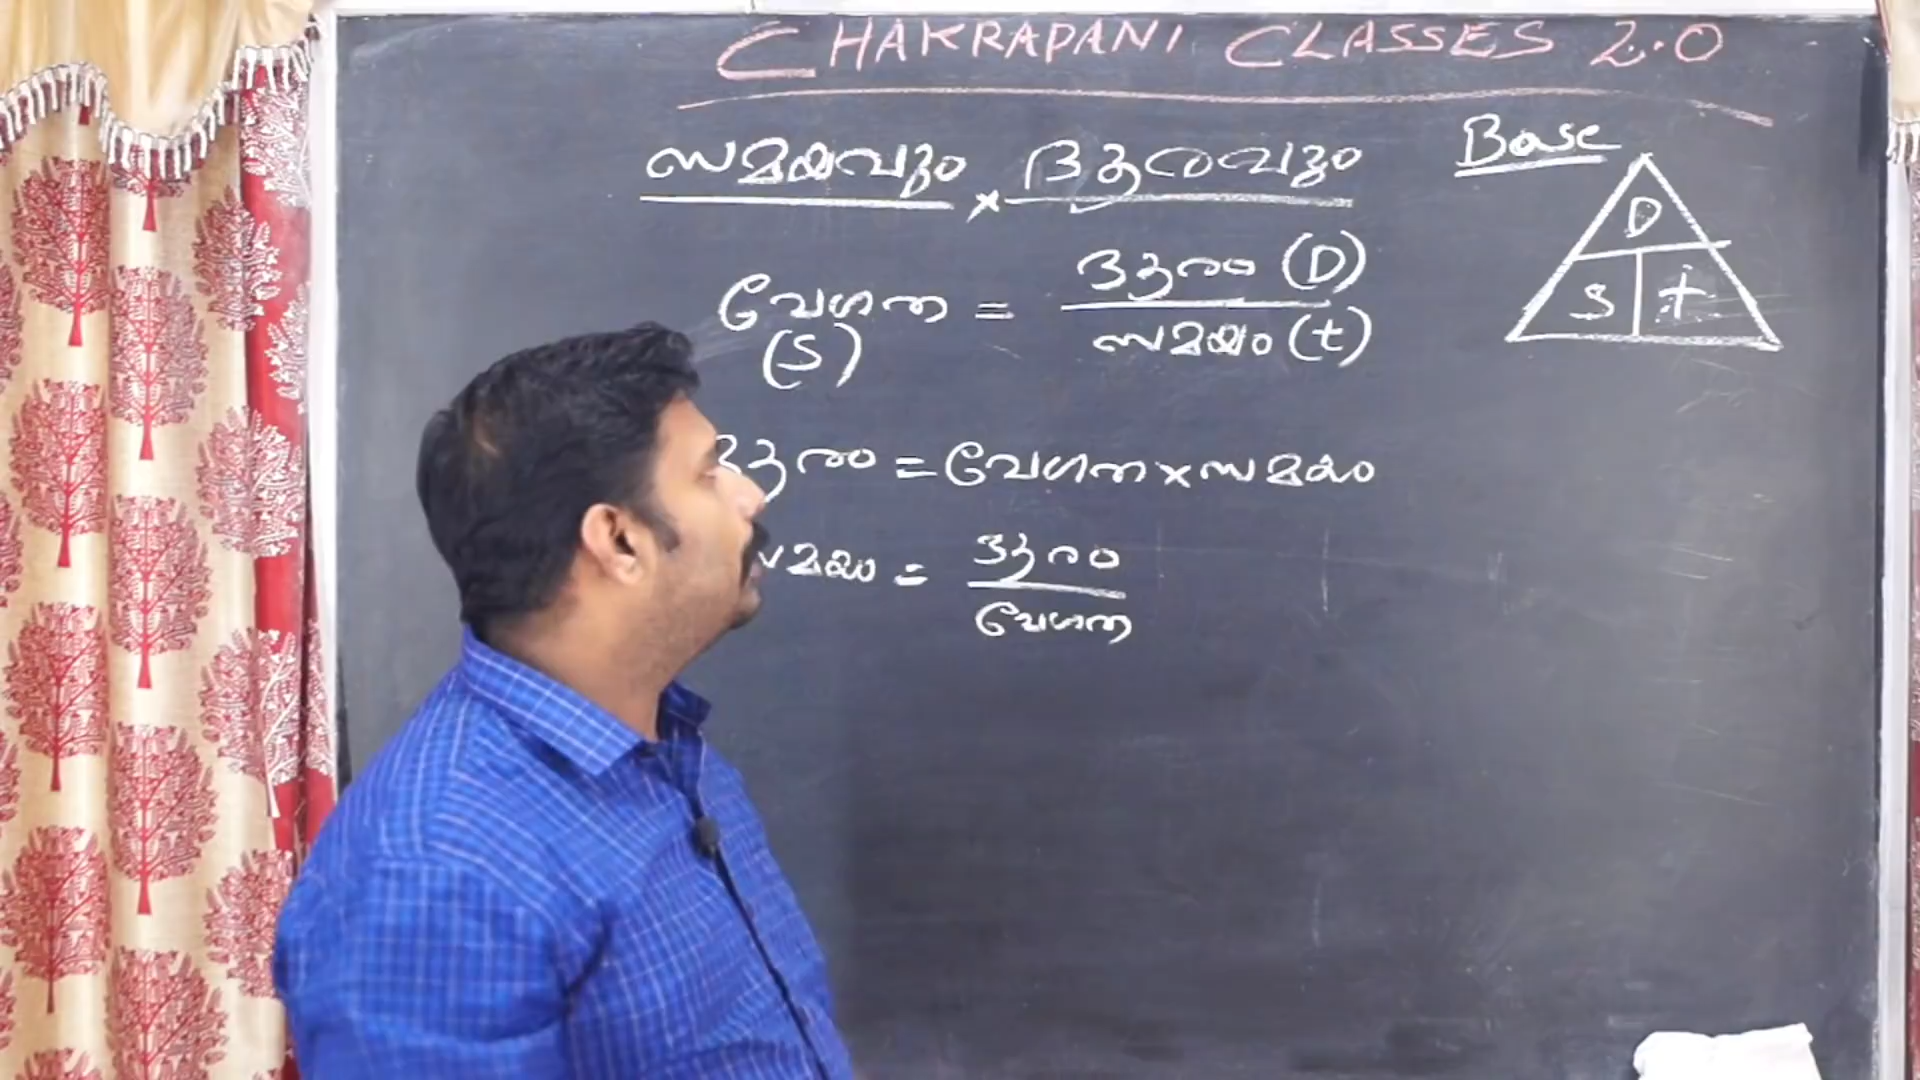 CHAKRAPANI CLASSES 2.0
സമയവും × ദൂരവും
Base
D
S t
വേഗത (S) = ദൂരം (D) / സമയം (t)
ദൂരം = വേഗത × സമയം
സമയം = ദൂരം / വേഗത